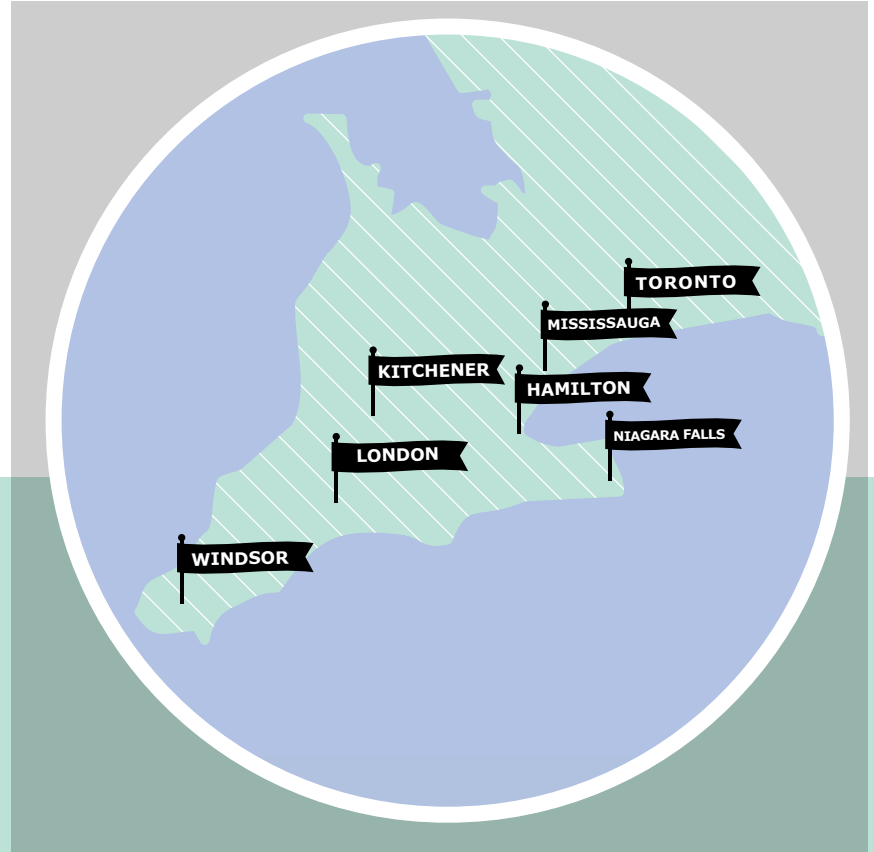 TORONTO
MISSISSAUGA
KITCHENER
HAMILTON
NIAGARA FALLS
LONDON
WINDSOR